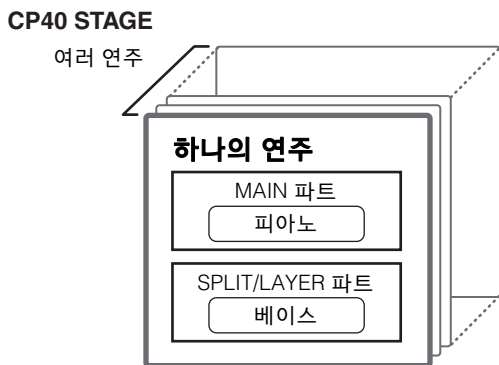 CP40 STAGE
여러 연주
하나의 연주
MAIN 파트
피아노
SPLIT/LAYER 파트
베이스